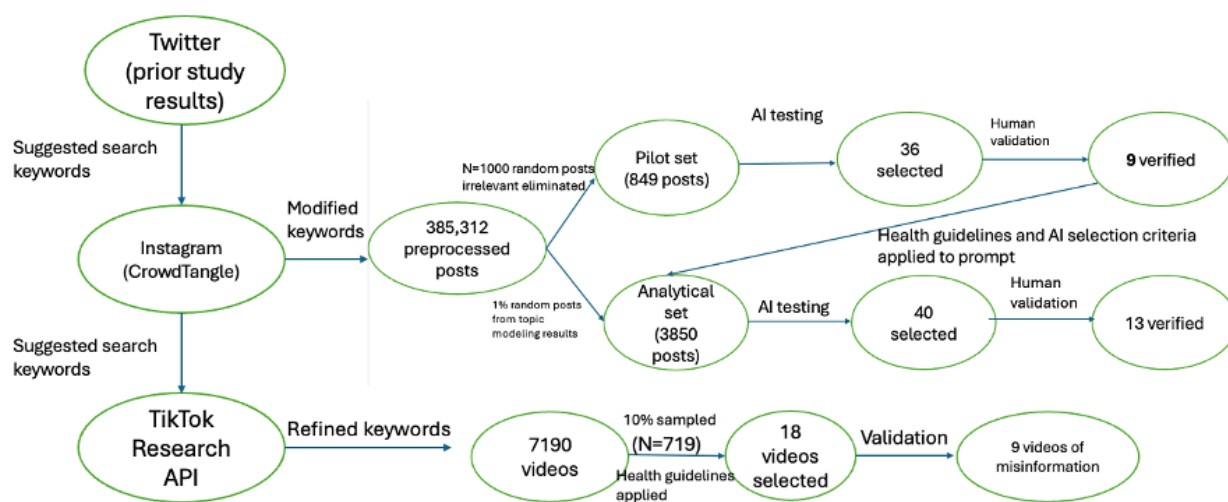 Twitter
(prior study
results)
Suggested search
keywords
Instagram
(CrowdTangle)
Modified
keywords
385,312
preprocessed
posts
N=1000 random posts
irrelevant eliminated
Pilot set
(849 posts)
AI testing
36
selected
Human
validation
9 verified
Health guidelines and AI selection criteria
applied to prompt
1% random posts
from topic
modeling results
Analytical
set
(3850
posts)
AI testing
40
selected
Human
validation
13 verified
Suggested search
keywords
TikTok
Research
API
Refined keywords
7190
videos
10% sampled
(N=719)
Health guidelines
applied
18
videos
selected
Validation
9 videos of
misinformation